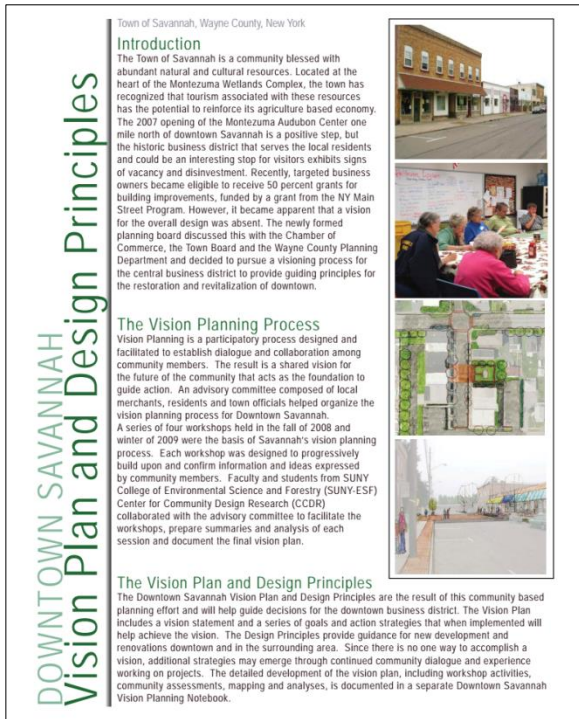 Town of Savannah, Wayne County, New York
DOWNTOWN SAVANNAH
Vision Plan and Design Principles
Introduction
The Town of Savannah is a community blessed with
abundant natural and cultural resources. Located at the
heart of the Montezuma Wetlands Complex, the town has
recognized that tourism associated with these resources
has the potential to reinforce its agriculture based economy.
The 2007 opening of the Montezuma Audubon Center one
mile north of downtown Savannah is a positive step, but
the historic business district that serves the local residents
and could be an interesting stop for visitors exhibits signs
of vacancy and disinvestment. Recently, targeted business
owners became eligible to receive 50 percent grants for
building improvements, funded by a grant from the NY Main
Street Program. However, it became apparent that a vision
for the overall design was absent. The newly formed
planning board discussed this with the Chamber of
Commerce, the Town Board and the Wayne County Planning
Department and decided to pursue a visioning process for
the central business district to provide guiding principles for
the restoration and revitalization of downtown.
The Vision Planning Process
Vision Planning is a participatory process designed and
facilitated to establish dialogue and collaboration among
community members. The result is a shared vision for
the future of the community that acts as the foundation to
guide action. An advisory committee composed of local
merchants, residents and town officials helped organize the
vision planning process for Downtown Savannah.
A series of four workshops held in the fall of 2008 and
winter of 2009 were the basis of Savannah's vision planning
process. Each workshop was designed to progressively
build upon and confirm information and ideas expressed
by community members. Faculty and students from SUNY
College of Environmental Science and Forestry (SUNY-ESF)
Center for Community Design Research (CCDR)
collaborated with the advisory committee to facilitate the
workshops, prepare summaries and analysis of each
session and document the final vision plan.
The Vision Plan and Design Principles
The Downtown Savannah Vision Plan and Design Principles are the result of this community based
planning effort and will help guide decisions for the downtown business district. The Vision Plan
includes a vision statement and a series of goals and action strategies that when implemented will
help achieve the vision. The Design Principles provide guidance for new development and
renovations downtown and in the surrounding area. Since there is no one way to accomplish a
vision, additional strategies may emerge through continued community dialogue and experience
working on projects. The detailed development of the vision plan, including workshop activities,
community assessments, mapping and analyses, is documented in a separate Downtown Savannah
Vision Planning Notebook.